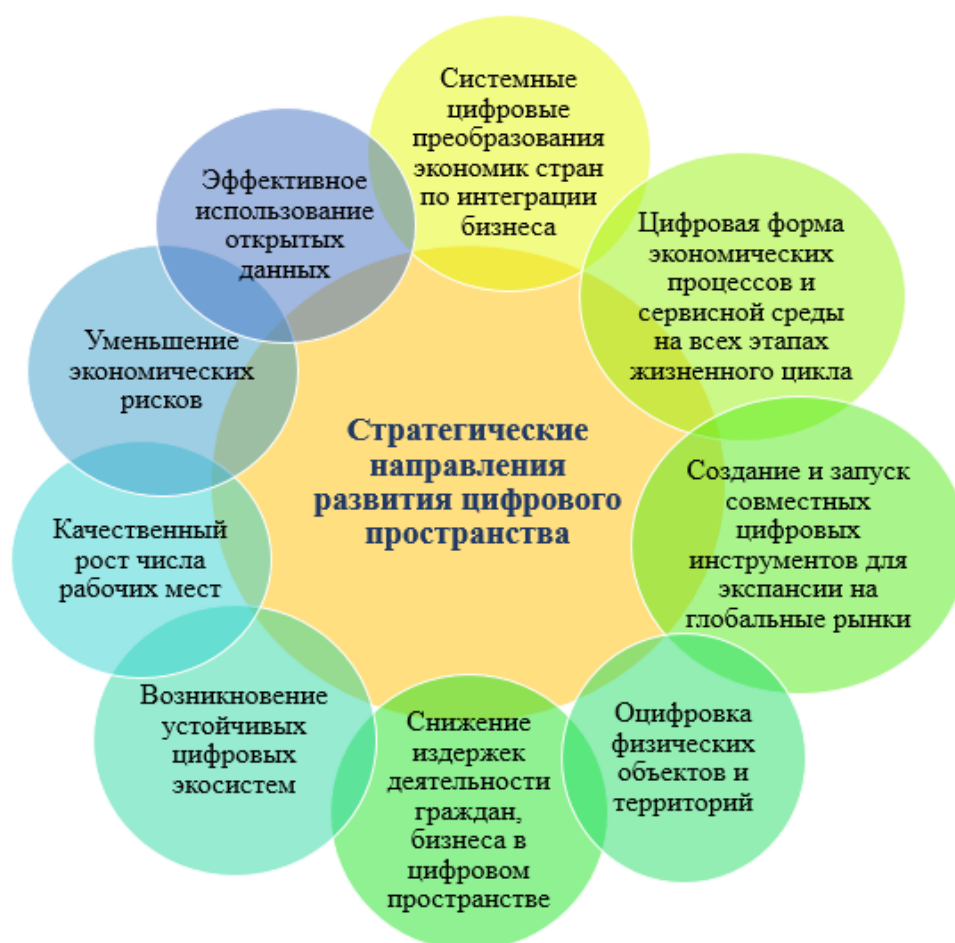 Системные
цифровые
преобразования
экономик стран
по интеграции
бизнеса
Цифровая форма
экономических
процессов и
сервисной среды
на всех этапах
жизненного цикла
Создание и запуск
совместных
цифровых
инструментов для
экспансии на
глобальные рынки
Оцифровка
физических
объектов и
территорий
Снижение
издержек
деятельности
граждан,
бизнеса в
цифровом
пространстве
Возникновение
устойчивых
цифровых
экосистем
Качественный
рост числа
рабочих мест
Уменьшение
экономических
рисков
Эффективное
использование
открытых
данных
Стратегические
направления
развития цифрового
пространства